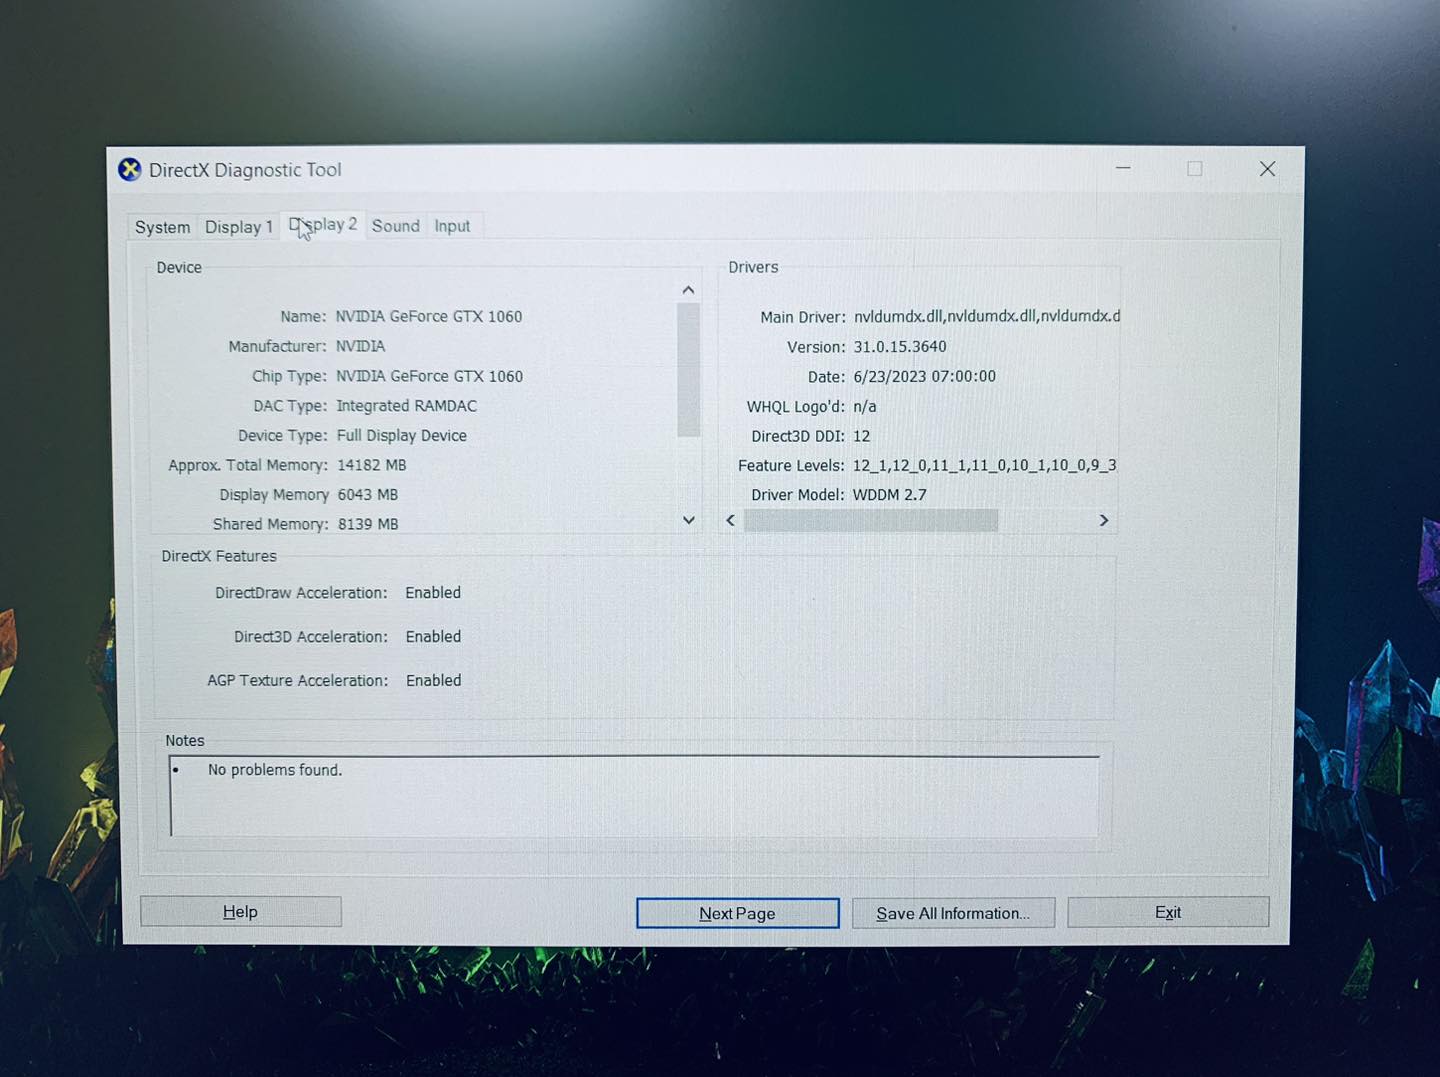 DirectX Diagnostic Tool
System Display 1 Display 2 Sound Input
Device
Name: NVIDIA GeForce GTX 1060
Manufacturer: NVIDIA
Chip Type: NVIDIA GeForce GTX 1060
DAC Type: Integrated RAMDAC
Device Type: Full Display Device
Approx. Total Memory: 14182 MB
Display Memory 6043 MB
Shared Memory: 8139 MB
Drivers
Main Driver: nvldumdx.dll,nvldumdx.dll,nvldumdx.d
Version: 31.0.15.3640
Date: 6/23/2023 07:00:00
WHQL Logo'd: n/a
Direct3D DDI: 12
Feature Levels: 12_1,12_0,11_1,11_0,10_1,10_0,9_3
Driver Model: WDDM 2.7
DirectX Features
DirectDraw Acceleration: Enabled
Direct3D Acceleration: Enabled
AGP Texture Acceleration: Enabled
Notes
• No problems found.
Help Next Page Save All Information... Exit